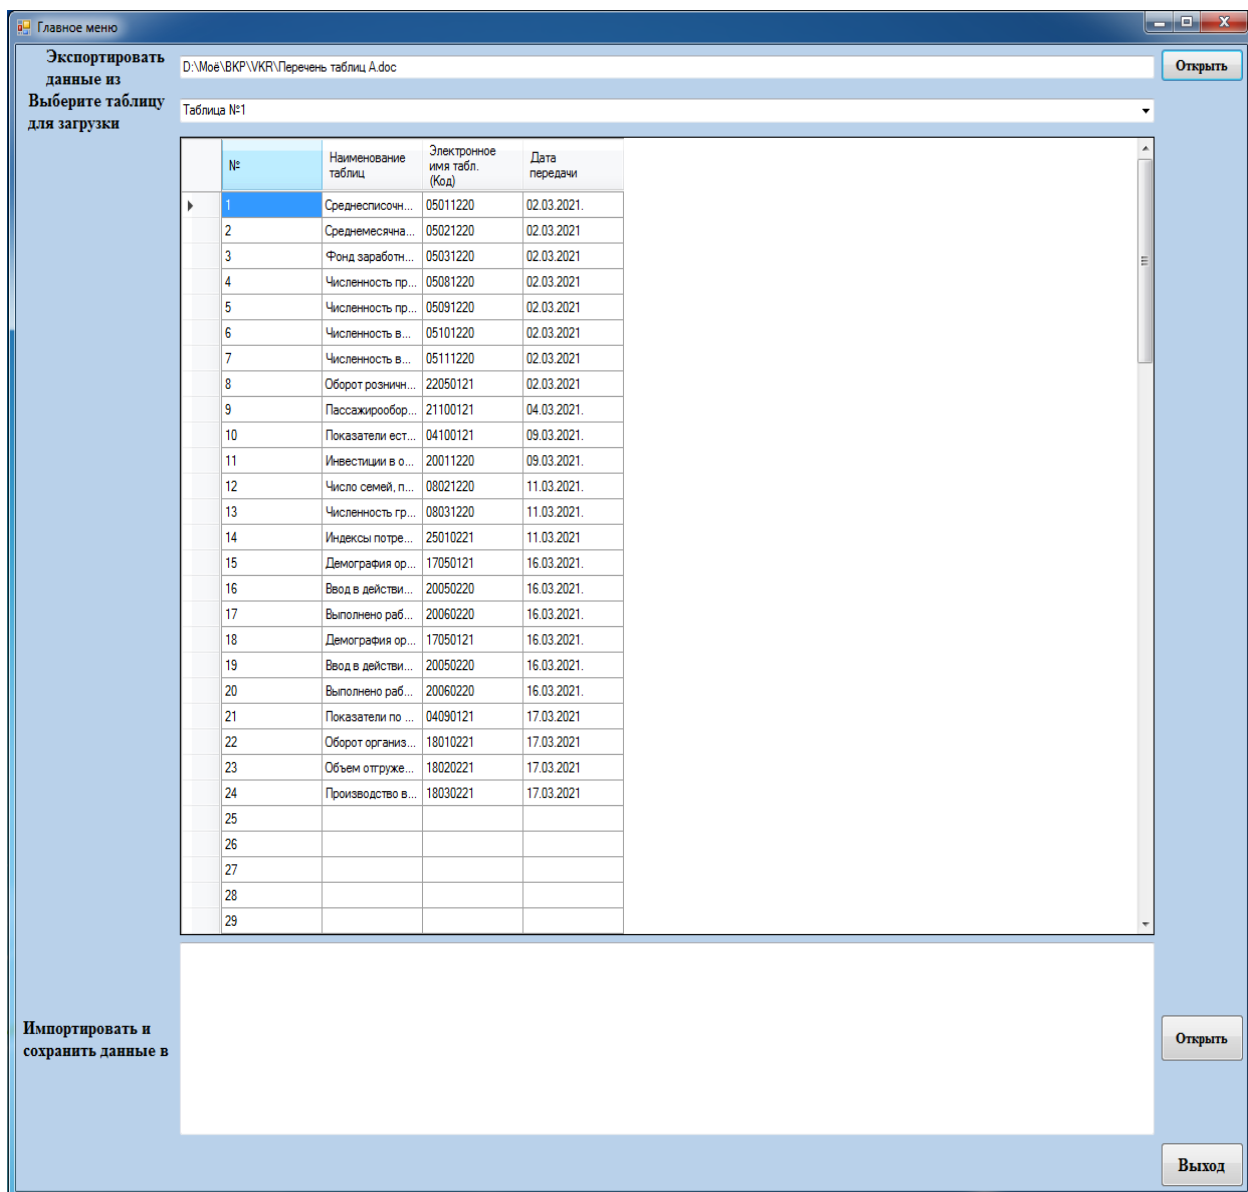 Главное меню
Экспортировать
данные из
D:\Моё\ВКР\VKR\Перечень таблиц А.doc
Открыть
Выберите таблицу
для загрузки
Таблица №1
№ Наименование таблиц Электронное имя табл. (Код) Дата передачи
1 Среднесписочн... 05011220 02.03.2021.
2 Среднемесячна... 05021220 02.03.2021
3 Фонд заработн... 05031220 02.03.2021
4 Численность пр... 05081220 02.03.2021
5 Численность пр... 05091220 02.03.2021
6 Численность в... 05101220 02.03.2021
7 Численность в... 05111220 02.03.2021
8 Оборот розничн... 22050121 02.03.2021
9 Пассажирообор... 21100121 04.03.2021.
10 Показатели ест... 04100121 09.03.2021.
11 Инвестиции в о... 20011220 09.03.2021.
12 Число семей, п... 08021220 11.03.2021.
13 Численность гр... 08031220 11.03.2021.
14 Индексы потре... 25010221 11.03.2021
15 Демография ор... 17050121 16.03.2021.
16 Ввод в действи... 20050220 16.03.2021.
17 Выполнено раб... 20060220 16.03.2021.
18 Демография ор... 17050121 16.03.2021.
19 Ввод в действи... 20050220 16.03.2021.
20 Выполнено раб... 20060220 16.03.2021.
21 Показатели по ... 04090121 17.03.2021
22 Оборот организ... 18010221 17.03.2021
23 Объем отгруже... 18020221 17.03.2021
24 Производство в... 18030221 17.03.2021
25
26
27
28
29
Импортировать и
сохранить данные в
Открыть
Выход